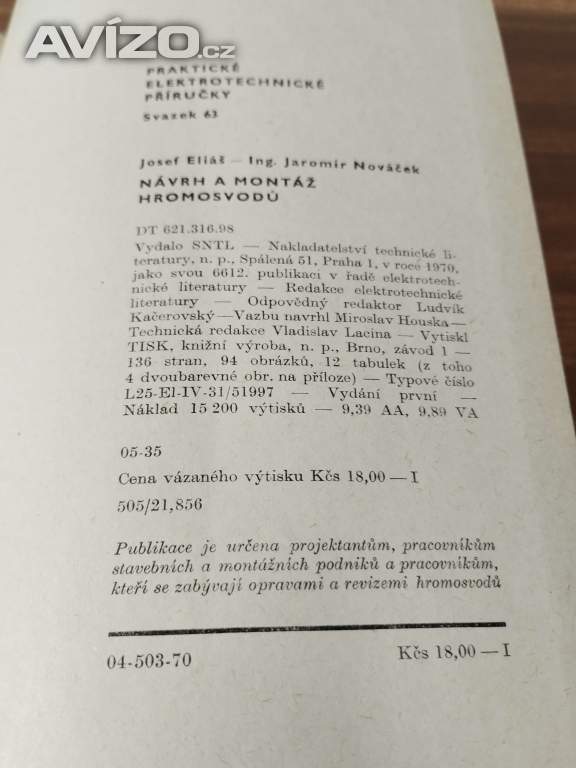 AVÍZO.cz
PRAKTICKÉ
ELEKTROTECHNICKÉ
PŘÍRUČKY
Svazek 63
Josef Eliáš — Ing. Jaromír Nováček
NÁVRH A MONTÁŽ
HROMOSVODŮ
DT 621.316.98
Vydalo SNTL — Nakladatelství technické li-
teratury, n. p., Spálená 51, Praha 1, v roce 1970,
jako svou 6612. publikaci v řadě elektrotech-
nické literatury — Redakce elektrotechnické
literatury — Odpovědný redaktor Ludvík
Kačerovský — Vazbu navrhl Miroslav Houska —
Technická redakce Vladislav Lacina — Vytiskl
TISK, knižní výroba, n. p., Brno, závod 1 —
136 stran, 94 obrázků, 12 tabulek (z toho
4 dvoubarevné obr. na příloze) — Typové číslo
L25-El-IV-31/51997 — Vydání první —
Náklad 15 200 výtisků — 9,39 AA, 9,89 VA
05-35
Cena vázaného výtisku Kčs 18,00 — I
505/21,856
Publikace je určena projektantům, pracovníkům
stavebních a montážních podniků a pracovníkům,
kteří se zabývají opravami a revizemi hromosvodů
04-503-70 Kčs 18,00 — I